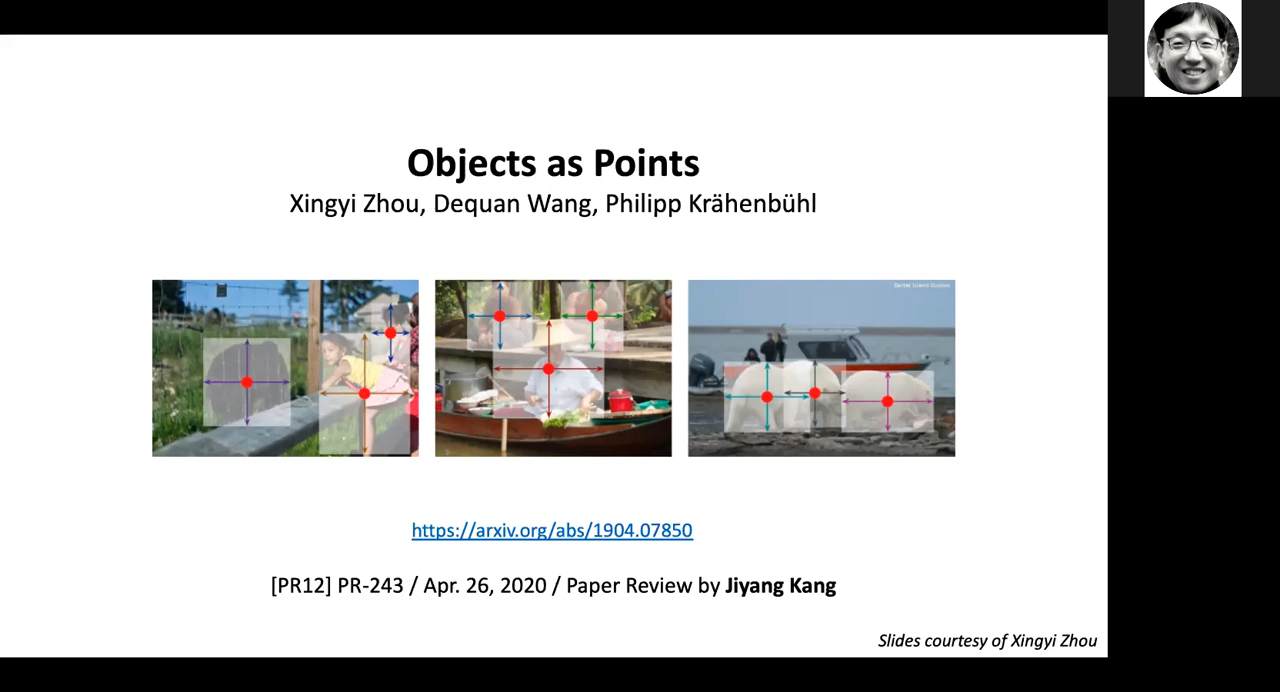 Objects as Points
Xingyi Zhou, Dequan Wang, Philipp Krähenbühl
https://arxiv.org/abs/1904.07850
[PR12] PR-243 / Apr. 26, 2020 / Paper Review by Jiyang Kang
Slides courtesy of Xingyi Zhou